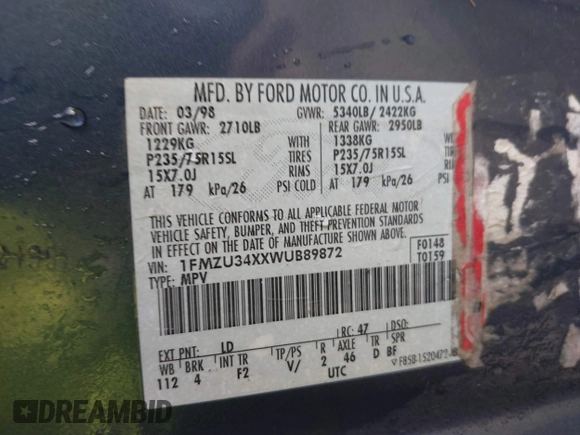 MFD. BY FORD MOTOR CO. IN U.S.A.
DATE: 03/98 GVWR: 5340LB/ 2422KG
FRONT GAWR: 2710LB REAR GAWR: 2950LB
1229KG WITH 1338KG WITH
P235/75R15SL TIRES P235/75R15SL TIRES
15X7.0J RIMS 15X7.0J RIMS
AT 179 kPa/26 PSI COLD AT 179 kPa/26 PSI
THIS VEHICLE CONFORMS TO ALL APPLICABLE FEDERAL MOTOR
VEHICLE SAFETY, BUMPER, AND THEFT PREVENTION STANDARDS
IN EFFECT ON THE DATE OF MANUFACTURE SHOWN ABOVE.
VIN: 1FMZU34XXWUB89872 F0148
TYPE: MPV T0159
EXT PNT: LD RC: 47 DSO:
WB BRK INT TR TP/PS R AXLE TR SPR
112 4 F2 V/ 2 46 D BF
UTC
DREAMBID